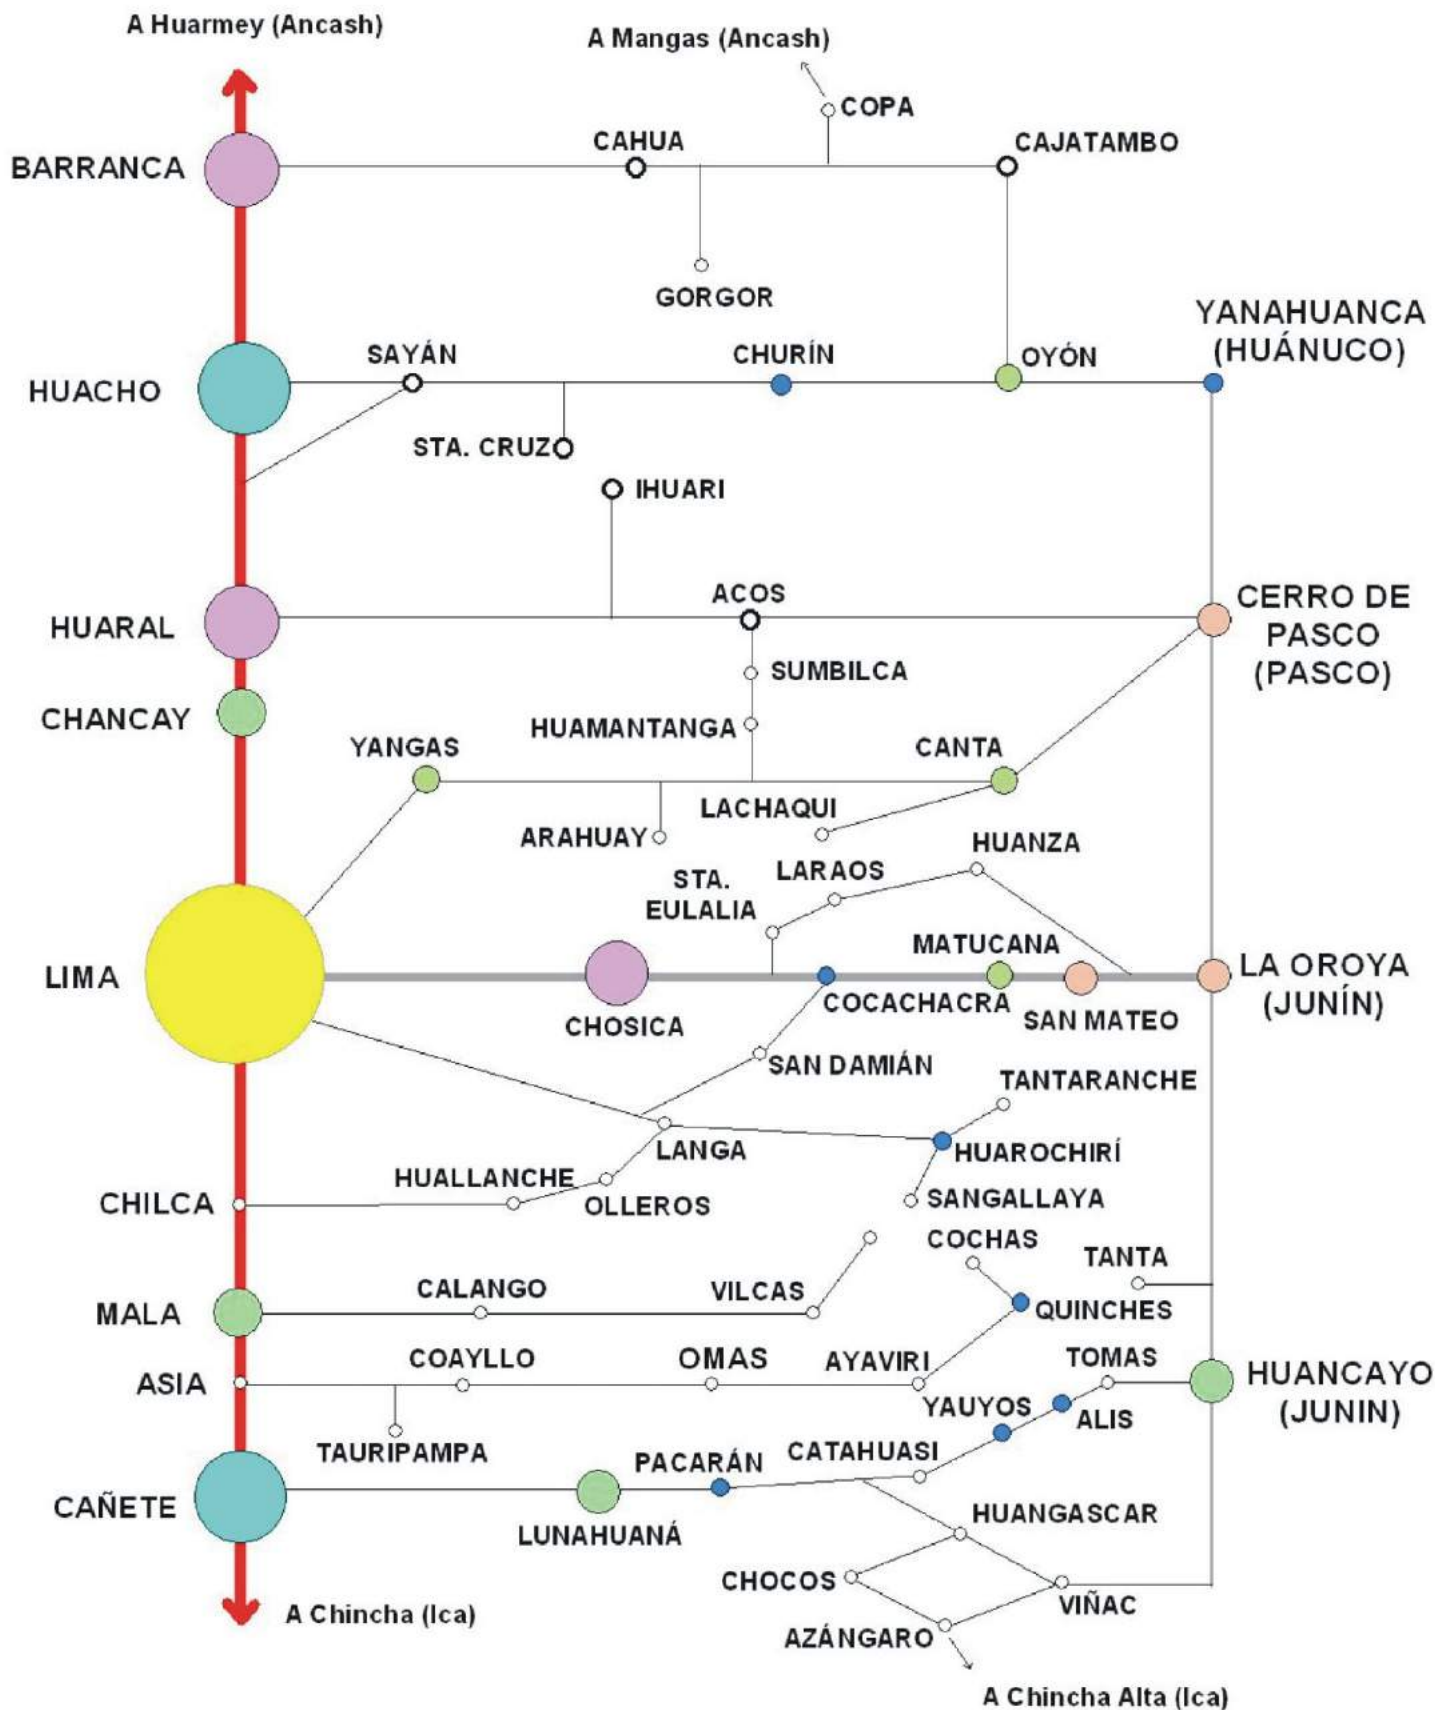 A Huarmey (Ancash)
A Mangas (Ancash)
COPA
CAHUA
CAJATAMBO
BARRANCA
GORGOR
YANAHUANCA
(HUÁNUCO)
SAYÁN
CHURÍN
OYÓN
HUACHO
STA. CRUZ
IHUARI
ACOS
CERRO DE
PASCO
(PASCO)
HUARAL
SUMBILCA
CHANCAY
HUAMANTANGA
YANGAS
CANTA
LACHAQUI
ARAHUAY
HUANZA
LARAOS
STA.
EULALIA
MATUCANA
LIMA
LA OROYA
(JUNÍN)
COCACHACRA
CHOSICA
SAN MATEO
SAN DAMIÁN
TANTARANCHE
LANGA
HUAROCHIRÍ
HUALLANCHE
CHILCA
OLLEROS
SANGALLAYA
COCHAS
TANTA
CALANGO
VILCAS
MALA
QUINCHES
COAYLLO
OMAS
AYAVIRI
TOMAS
ASIA
HUANCAYO
(JUNIN)
YAUYOS
ALIS
TAURIPAMPA
CATAHUASI
PACARÁN
CAÑETE
HUANGASCAR
LUNAHUANÁ
CHOCOS
VIÑAC
A Chincha (Ica)
AZÁNGARO
A Chincha Alta (Ica)